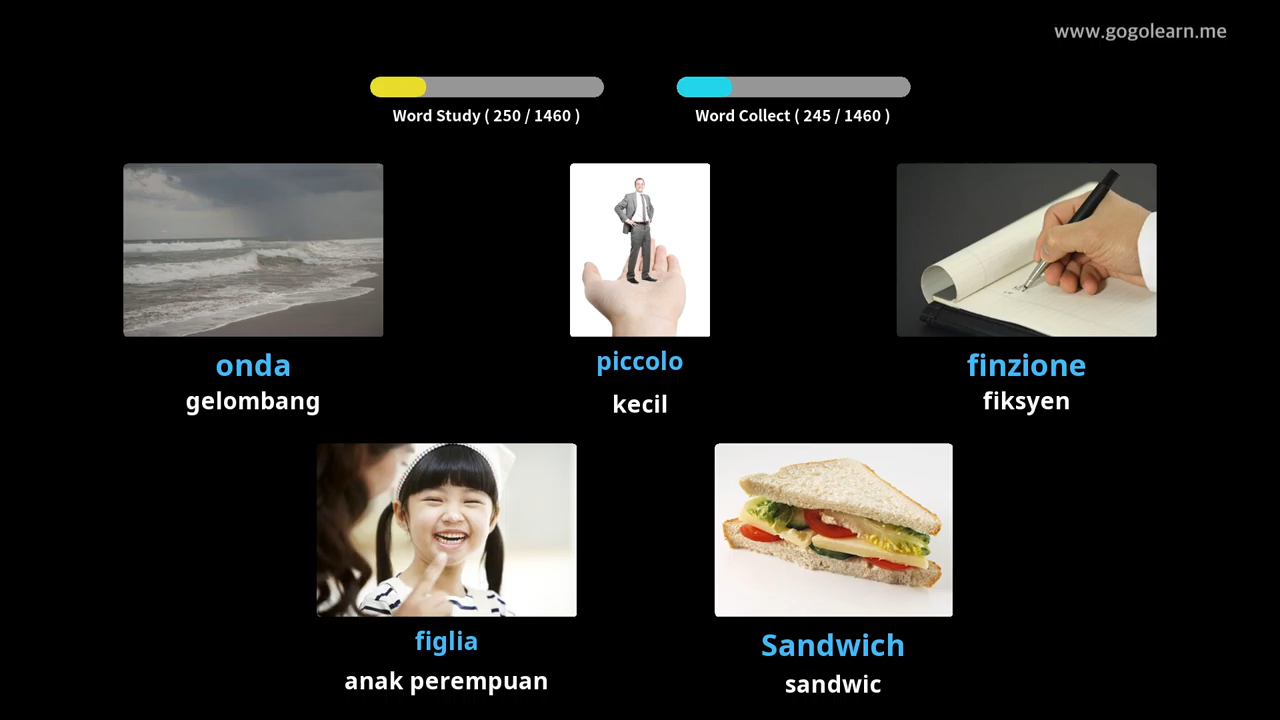 www.gogolearn.me
Word Study ( 250 / 1460 )
Word Collect ( 245 / 1460 )
onda
gelombang
piccolo
kecil
finzione
fiksyen
figlia
anak perempuan
Sandwich
sandwic